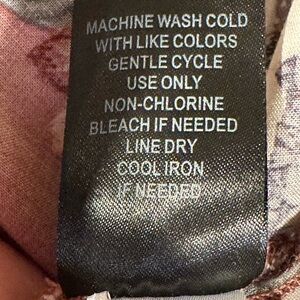 MACHINE WASH COLD
WITH LIKE COLORS
GENTLE CYCLE
USE ONLY
NON-CHLORINE
BLEACH IF NEEDED
LINE DRY
COOL IRON
IF NEEDED